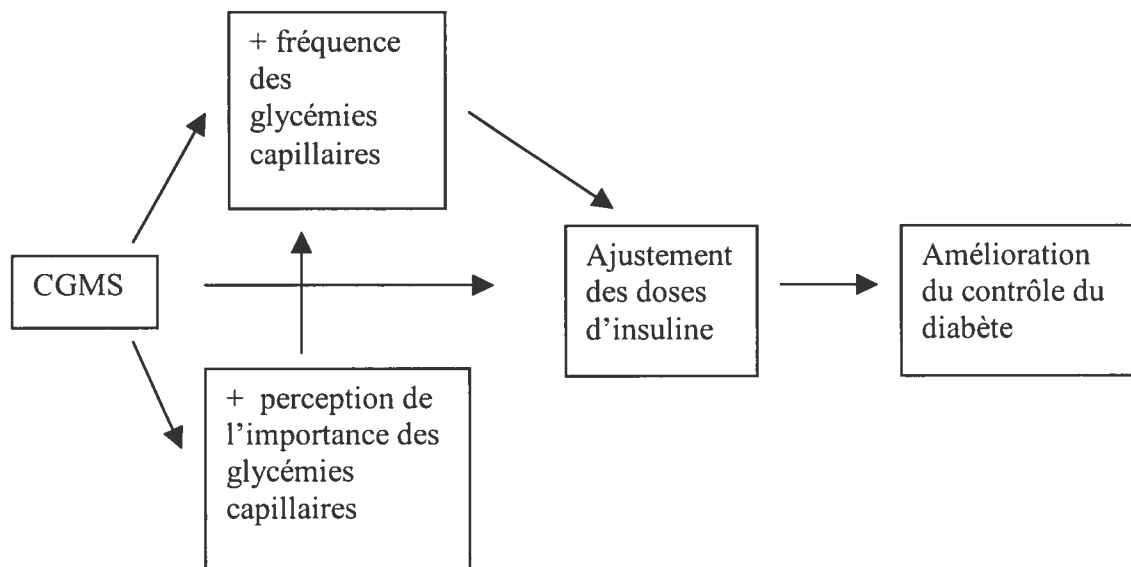 + fréquence
des
glycémies
capillaires
CGMS
Ajustement
des doses
d’insuline
Amélioration
du contrôle du
diabète
+ perception de
l’importance des
glycémies
capillaires